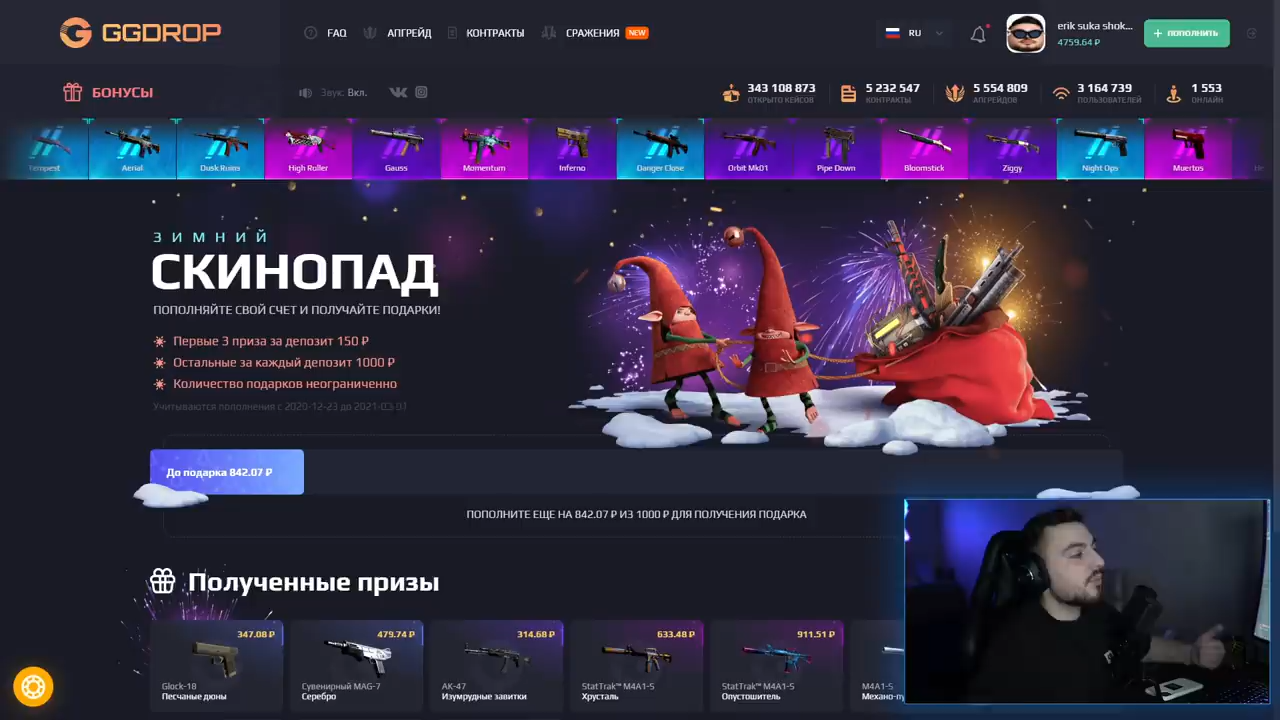 GGDROP
FAQ
АПГРЕЙД
КОНТРАКТЫ
СРАЖЕНИЯ NEW
RU
erik suka shok...
4759.64 ₽
+ ПОПОЛНИТЬ
БОНУСЫ
Звук: Вкл.
343 108 873
ОТКРЫТО КЕЙСОВ
5 232 547
КОНТРАКТЫ
5 554 809
АПГРЕЙДОВ
3 164 739
ПОЛЬЗОВАТЕЛЕЙ
1 553
ОНЛАЙН
Tempest
Aerial
Dusk Ruins
High Roller
Gauss
Momentum
Inferno
Danger Close
Orbit Mk01
Pipe Down
Bloomstick
Ziggy
Night Ops
Muertos
ЗИМНИЙ
СКИНОПАД
ПОПОЛНЯЙТЕ СВОЙ СЧЕТ И ПОЛУЧАЙТЕ ПОДАРКИ!
Первые 3 приза за депозит 150 ₽
Остальные за каждый депозит 1000 ₽
Количество подарков неограниченно
Учитываются пополнения с 2020-12-23 до 2021-03-01
До подарка 842.07 ₽
ПОПОЛНИТЕ ЕЩЕ НА 842.07 ₽ ИЗ 1000 ₽ ДЛЯ ПОЛУЧЕНИЯ ПОДАРКА
Полученные призы
347.08 ₽
Glock-18
Песчаные дюны
479.74 ₽
Сувенирный MAG-7
Серебро
314.68 ₽
AK-47
Изумрудные завитки
633.48 ₽
StatTrak™ M4A1-S
Хрусталь
911.51 ₽
StatTrak™ M4A1-S
Опустошитель
M4A1-S